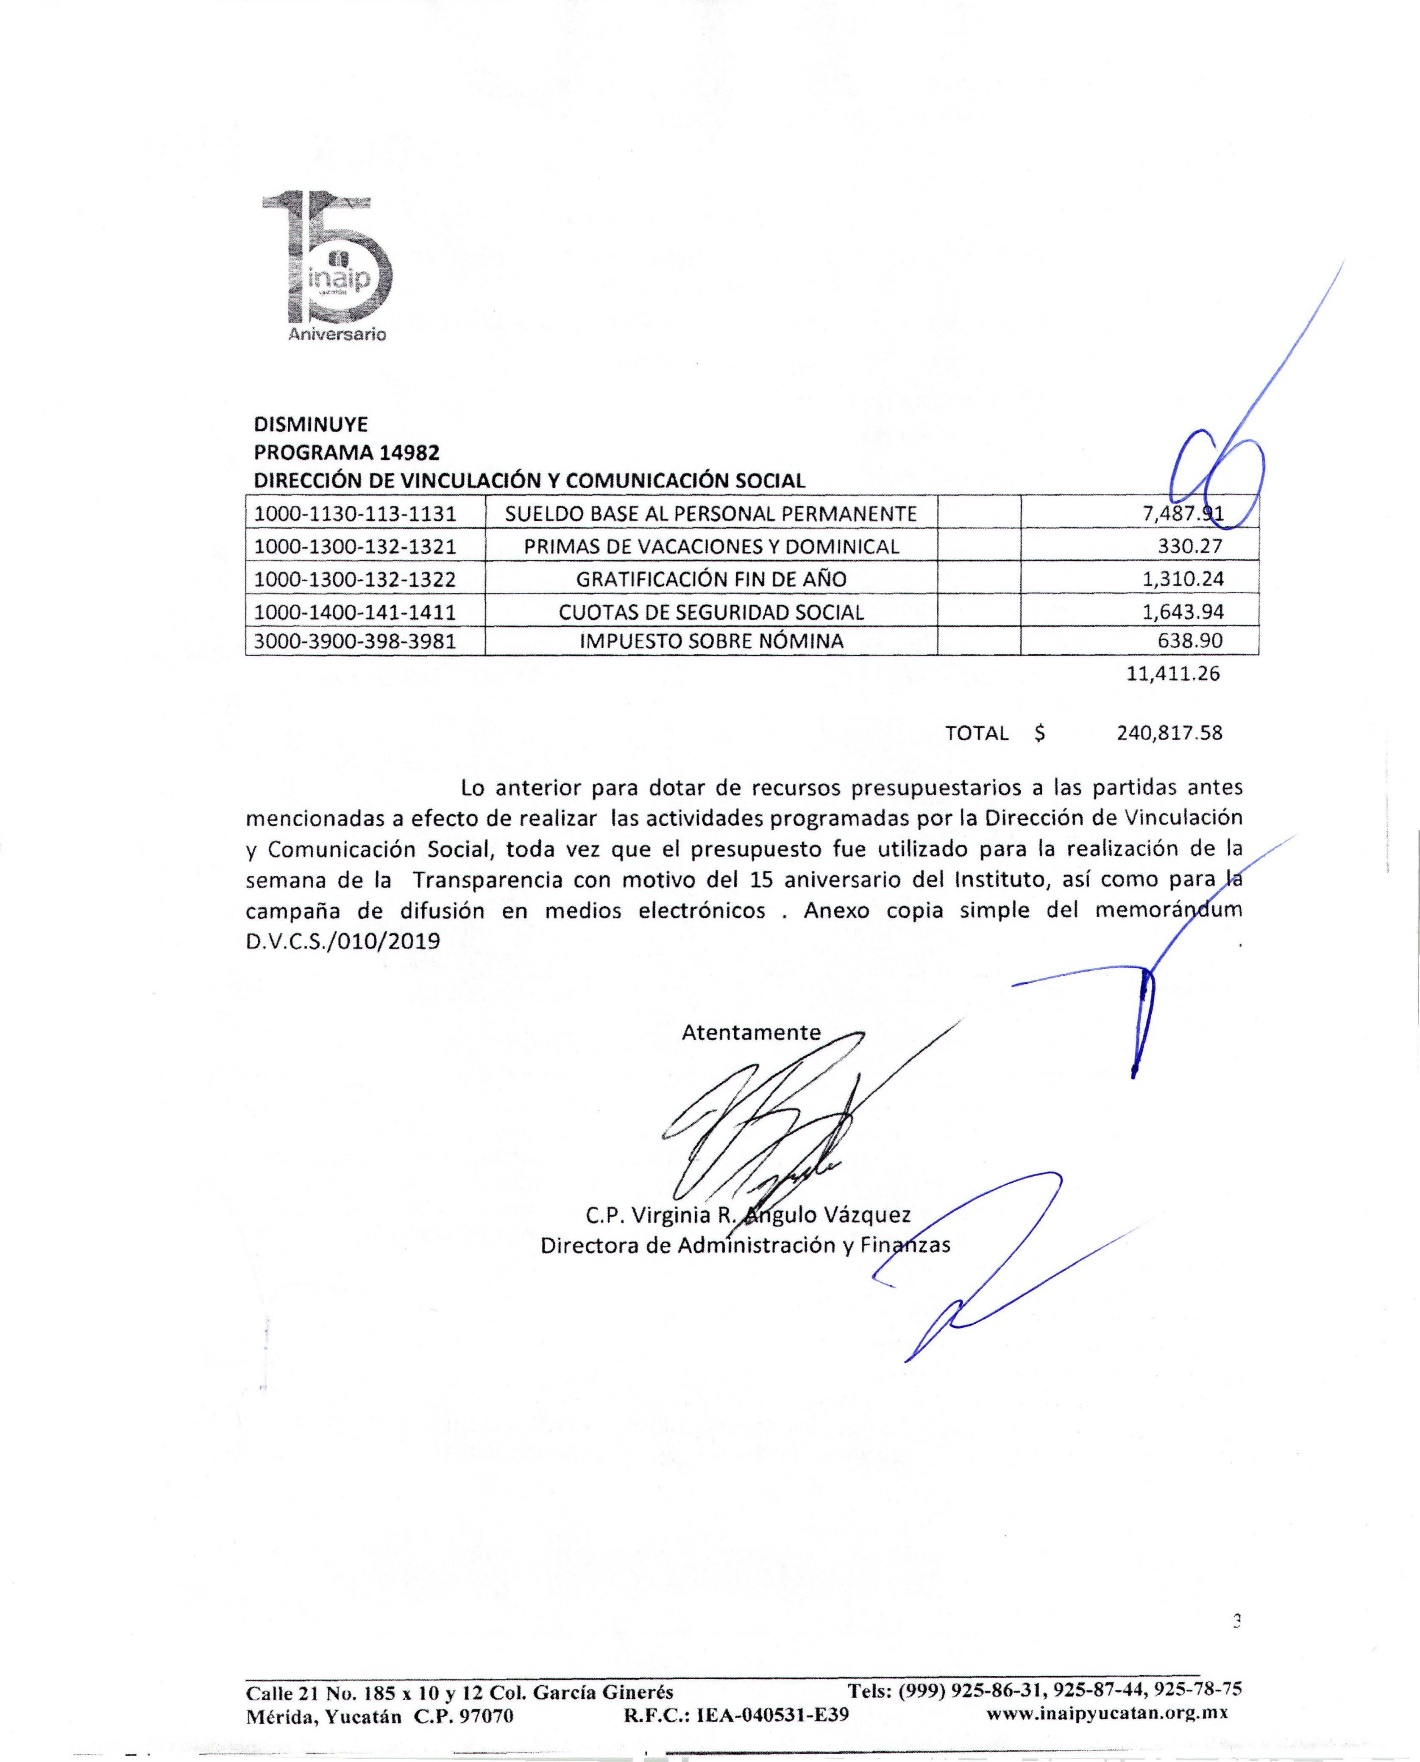 15
inaip
Aniversario
DISMINUYE
PROGRAMA 14982
DIRECCIÓN DE VINCULACIÓN Y COMUNICACIÓN SOCIAL
1000-1130-113-1131 SUELDO BASE AL PERSONAL PERMANENTE 7,487.91
1000-1300-132-1321 PRIMAS DE VACACIONES Y DOMINICAL 330.27
1000-1300-132-1322 GRATIFICACIÓN FIN DE AÑO 1,310.24
1000-1400-141-1411 CUOTAS DE SEGURIDAD SOCIAL 1,643.94
3000-3900-398-3981 IMPUESTO SOBRE NÓMINA 638.90
11,411.26
TOTAL $ 240,817.58
Lo anterior para dotar de recursos presupuestarios a las partidas antes
mencionadas a efecto de realizar las actividades programadas por la Dirección de Vinculación
y Comunicación Social, toda vez que el presupuesto fue utilizado para la realización de la
semana de la Transparencia con motivo del 15 aniversario del Instituto, así como para la
campaña de difusión en medios electrónicos . Anexo copia simple del memorándum
D.V.C.S./010/2019 .
Atentamente
C.P. Virginia R. Angulo Vázquez
Directora de Administración y Finanzas
3
Calle 21 No. 185 x 10 y 12 Col. García Ginerés Tels: (999) 925-86-31, 925-87-44, 925-78-75
Mérida, Yucatán C.P. 97070 R.F.C.: IEA-040531-E39 www.inaipyucatan.org.mx